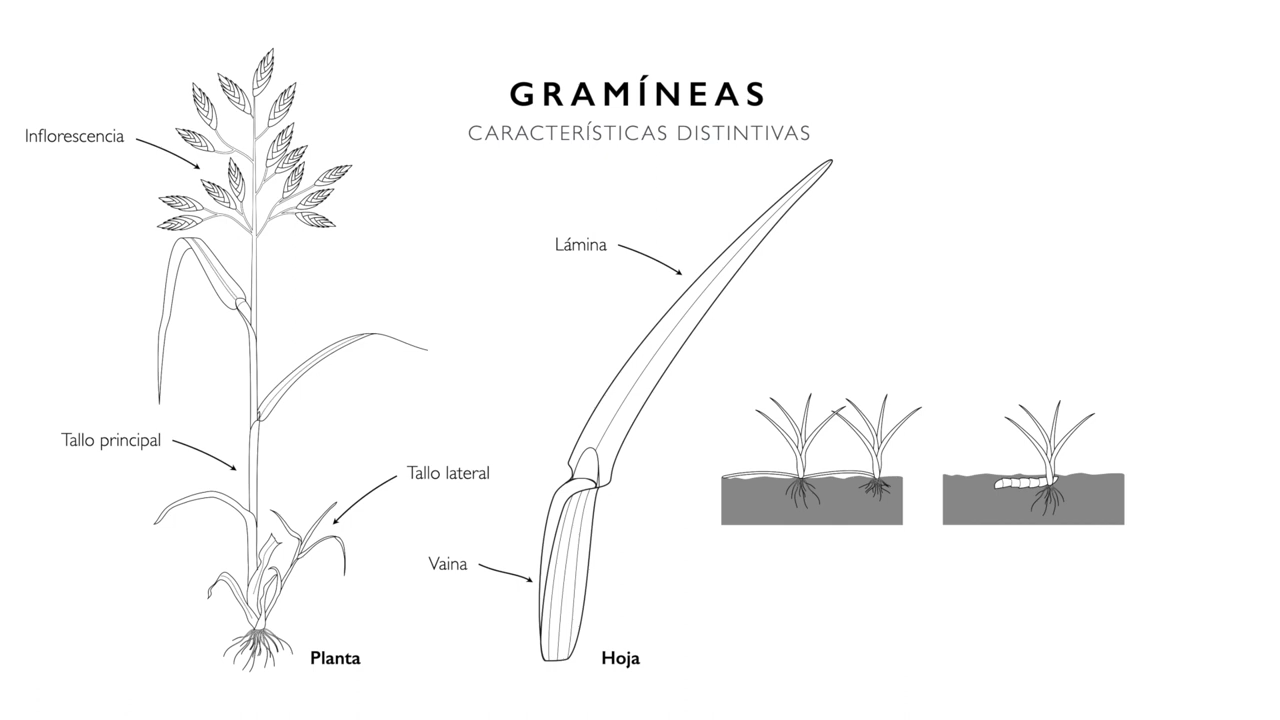 GRAMÍNEAS
CARACTERÍSTICAS DISTINTIVAS
Inflorescencia
Tallo principal
Tallo lateral
Planta
Lámina
Vaina
Hoja